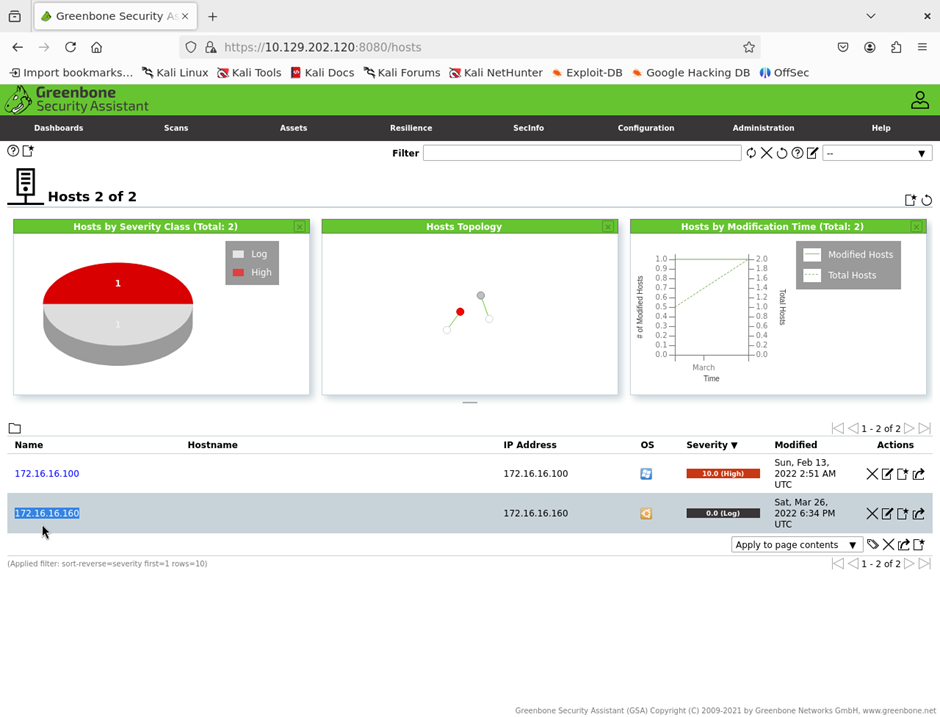 Greenbone Security As
https://10.129.202.120:8080/hosts
Import bookmarks... Kali Linux Kali Tools Kali Docs Kali Forums Kali NetHunter Exploit-DB Google Hacking DB OffSec
Greenbone
Security Assistant
Dashboards Scans Assets Resilience SecInfo Configuration Administration Help
Filter --
Hosts 2 of 2
Hosts by Severity Class (Total: 2)
Log
High
1
1
Hosts Topology
Hosts by Modification Time (Total: 2)
Modified Hosts
Total Hosts
# of Modified Hosts
1.0
0.9
0.8
0.7
0.6
0.5
0.4
0.3
0.2
0.1
0.0
2.0
1.8
1.6
1.4
1.2
1.0
0.8
0.6
0.4
0.2
0.0
Total Hosts
March
Time
1 - 2 of 2
Name Hostname IP Address OS Severity ▼ Modified Actions
172.16.16.100 172.16.16.100 10.0 (High) Sun, Feb 13,
2022 2:51 AM
UTC
172.16.16.160 172.16.16.160 0.0 (Log) Sat, Mar 26,
2022 6:34 PM
UTC
Apply to page contents ▼
(Applied filter: sort-reverse=severity first=1 rows=10) 1 - 2 of 2
Greenbone Security Assistant (GSA) Copyright (C) 2009-2021 by Greenbone Networks GmbH, www.greenbone.net